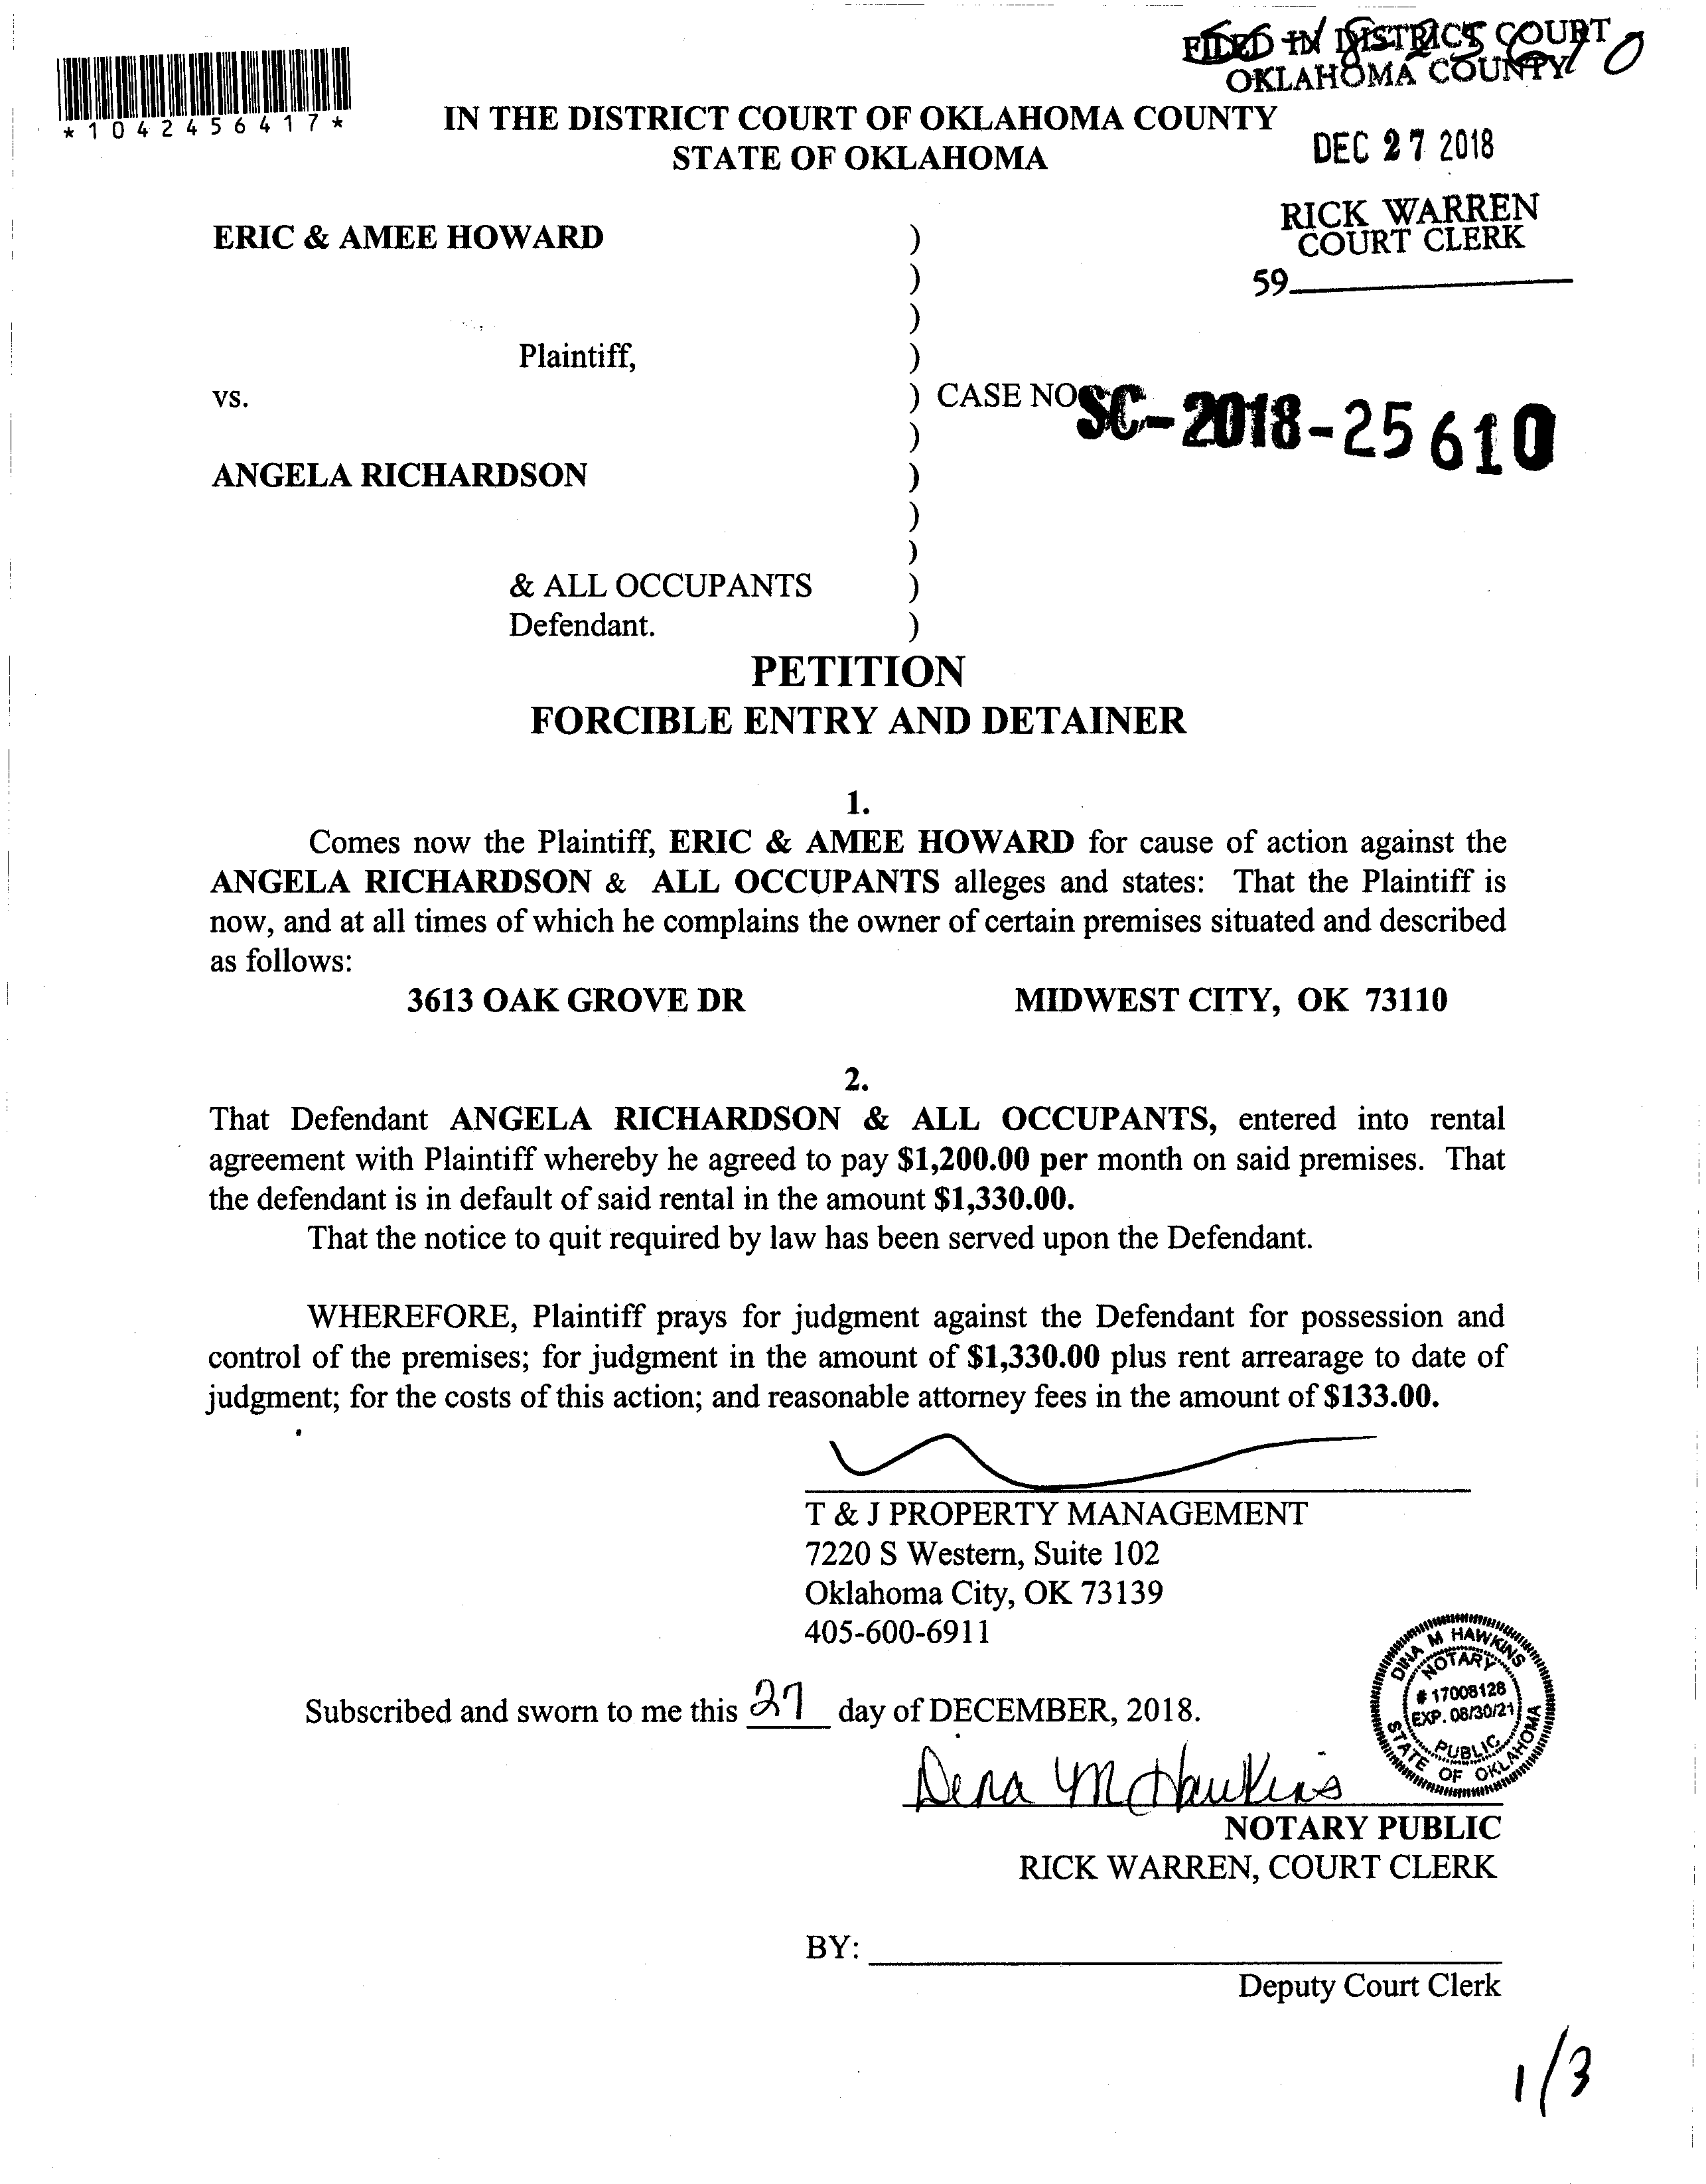 FILED IN DISTRICT COURT
OKLAHOMA COUNTY
*1042456417*
IN THE DISTRICT COURT OF OKLAHOMA COUNTY
STATE OF OKLAHOMA
DEC 27 2018
RICK WARREN
COURT CLERK
59
ERIC & AMEE HOWARD )
)
)
Plaintiff, )
vs. ) CASE NO SC-2018-25610
)
ANGELA RICHARDSON )
)
)
& ALL OCCUPANTS )
Defendant. )
PETITION
FORCIBLE ENTRY AND DETAINER
1.
Comes now the Plaintiff, ERIC & AMEE HOWARD for cause of action against the
ANGELA RICHARDSON & ALL OCCUPANTS alleges and states: That the Plaintiff is
now, and at all times of which he complains the owner of certain premises situated and described
as follows:
3613 OAK GROVE DR MIDWEST CITY, OK 73110
2.
That Defendant ANGELA RICHARDSON & ALL OCCUPANTS, entered into rental
agreement with Plaintiff whereby he agreed to pay $1,200.00 per month on said premises. That
the defendant is in default of said rental in the amount $1,330.00.
That the notice to quit required by law has been served upon the Defendant.
WHEREFORE, Plaintiff prays for judgment against the Defendant for possession and
control of the premises; for judgment in the amount of $1,330.00 plus rent arrearage to date of
judgment; for the costs of this action; and reasonable attorney fees in the amount of $133.00.
T & J PROPERTY MANAGEMENT
7220 S Western, Suite 102
Oklahoma City, OK 73139
405-600-6911
DINA M HAWKINS
NOTARY
# 17008128
EXP. 08/30/21
PUBLIC
STATE OF OKLAHOMA
Subscribed and sworn to me this 27 day of DECEMBER, 2018.
Dina M Hawkins
NOTARY PUBLIC
RICK WARREN, COURT CLERK
BY:
Deputy Court Clerk
1/3